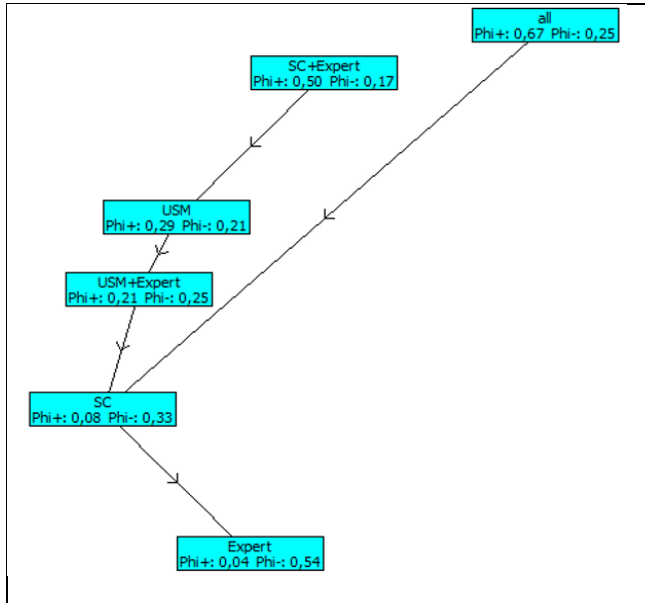 all
Phi+: 0,67 Phi-: 0,25
SC+Expert
Phi+: 0,50 Phi-: 0,17
USM
Phi+: 0,29 Phi-: 0,21
USM+Expert
Phi+: 0,21 Phi-: 0,25
SC
Phi+: 0,08 Phi-: 0,33
Expert
Phi+: 0,04 Phi-: 0,54